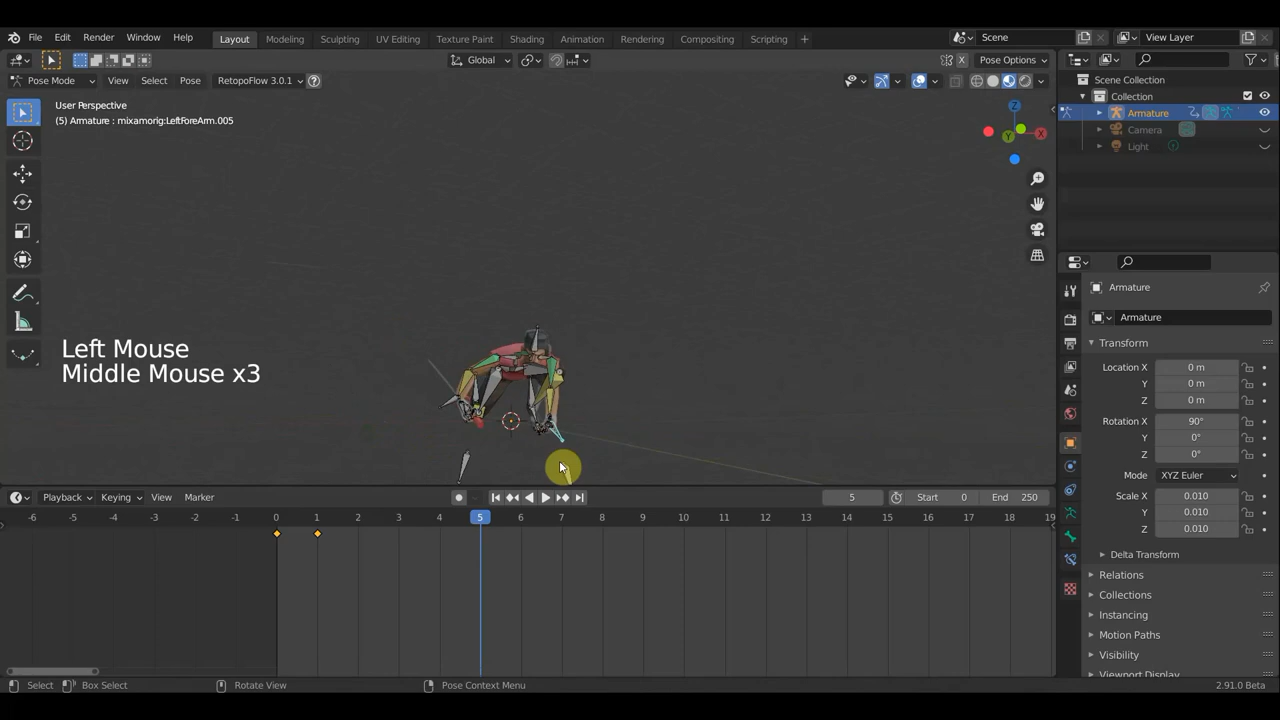 File Edit Render Window Help Layout Modeling Sculpting UV Editing Texture Paint Shading Animation Rendering Compositing Scripting + Scene View Layer
Global X Pose Options
Pose Mode View Select Pose RetopoFlow 3.0.1
User Perspective
(5) Armature : mixamorig:LeftForeArm.005
Z
X
Y
Left Mouse
Middle Mouse x3
Scene Collection
Collection
Armature
Camera
Light
Armature
Armature
Transform
Location X 0 m
Y 0 m
Z 0 m
Rotation X 90°
Y 0°
Z 0°
Mode XYZ Euler
Scale X 0.010
Y 0.010
Z 0.010
Delta Transform
Relations
Collections
Instancing
Motion Paths
Visibility
Viewport Display
Playback Keying View Marker 5 Start 0 End 250
-6 -5 -4 -3 -2 -1 0 1 2 3 4 5 6 7 8 9 10 11 12 13 14 15 16 17 18 19
Select Box Select Rotate View Pose Context Menu 2.91.0 Beta